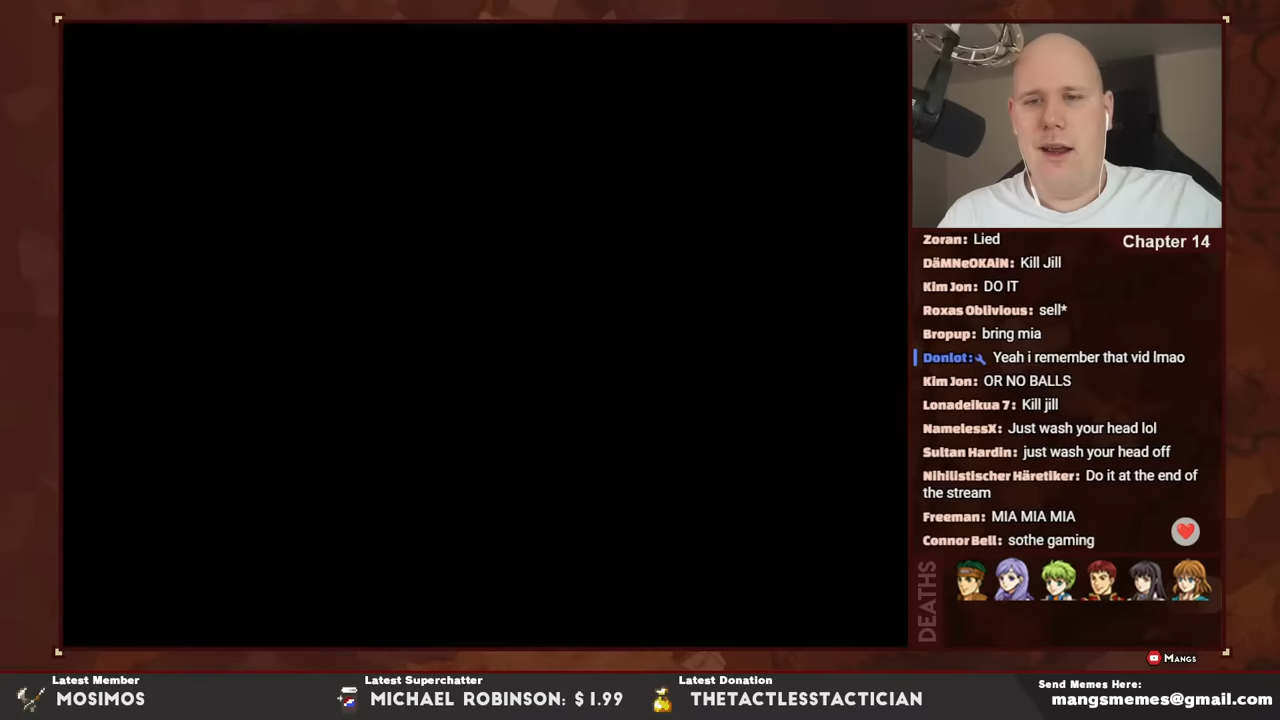 Zoran: Lied
Chapter 14
DäMNeOKAiN: Kill Jill
Kim Jon: DO IT
Roxas Oblivious: sell*
Bropup: bring mia
Donlot: Yeah i remember that vid lmao
Kim Jon: OR NO BALLS
Lonadeikua 7: Kill jill
NamelessX: Just wash your head lol
Sultan Hardin: just wash your head off
Nihilistischer Häretiker: Do it at the end of
the stream
Freeman: MIA MIA MIA
Connor Bell: sothe gaming
DEATHS
Mangs
Latest Member
MOSIMOS
Latest Superchatter
MICHAEL ROBINSON: $1.99
Latest Donation
THETACTLESSTACTICIAN
Send Memes Here:
mangsmemes@gmail.com